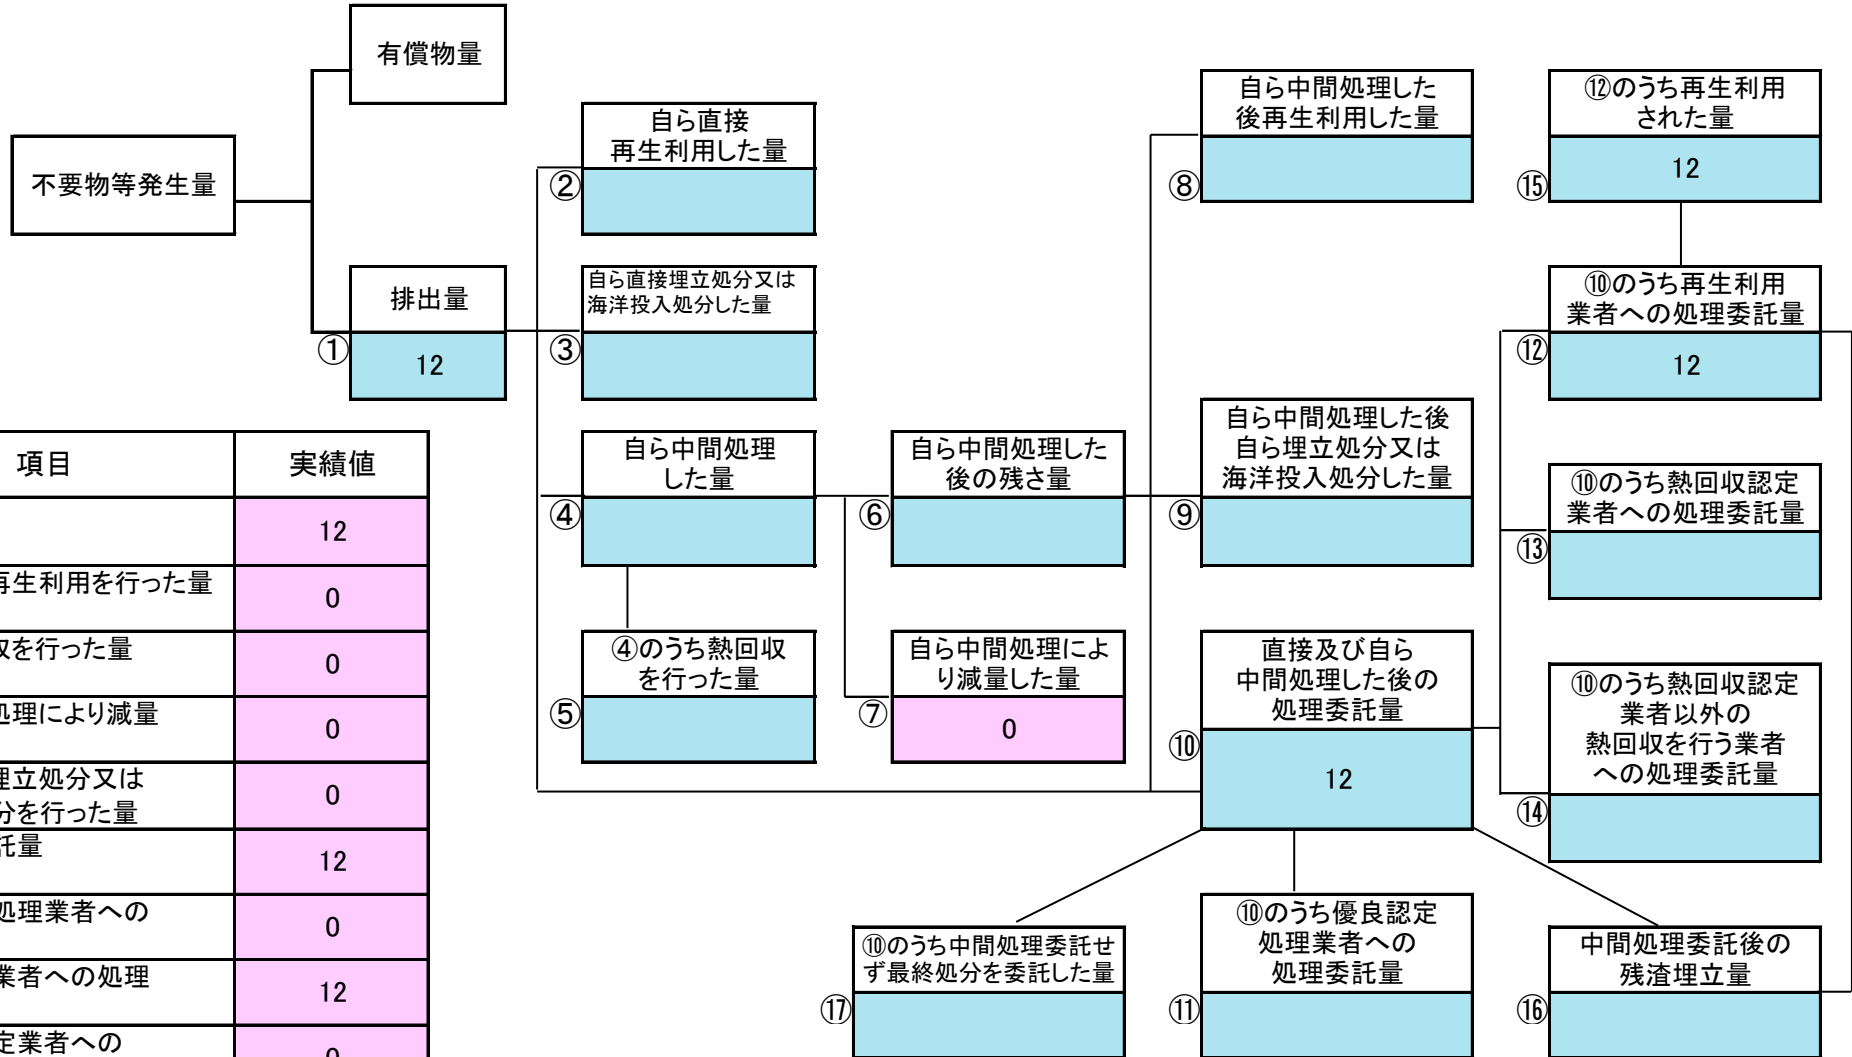 有償物量
不要物等発生量
排出量
①
12
自ら直接
再生利用した量
②
自ら直接埋立処分又は
海洋投入処分した量
③
自ら中間処理
した量
④
④のうち熱回収
を行った量
⑤
自ら中間処理した
後の残さ量
⑥
自ら中間処理によ
り減量した量
⑦
0
自ら中間処理した
後再生利用した量
⑧
自ら中間処理した後
自ら埋立処分又は
海洋投入処分した量
⑨
直接及び自ら
中間処理した後の
処理委託量
⑩
12
⑫のうち再生利用
された量
⑮
12
⑩のうち再生利用
業者への処理委託量
⑫
12
⑩のうち熱回収認定
業者への処理委託量
⑬
⑩のうち熱回収認定
業者以外の
熱回収を行う業者
への処理委託量
⑭
⑩のうち中間処理委託せ
ず最終処分を委託した量
⑰
⑩のうち優良認定
処理業者への
処理委託量
⑪
中間処理委託後の
残渣埋立量
⑯
項目 実績値
12
再生利用を行った量 0
を行った量 0
処理により減量 0
埋立処分又は
を行った量 0
託量 12
処理業者への 0
業者への処理 12
定業者への 0